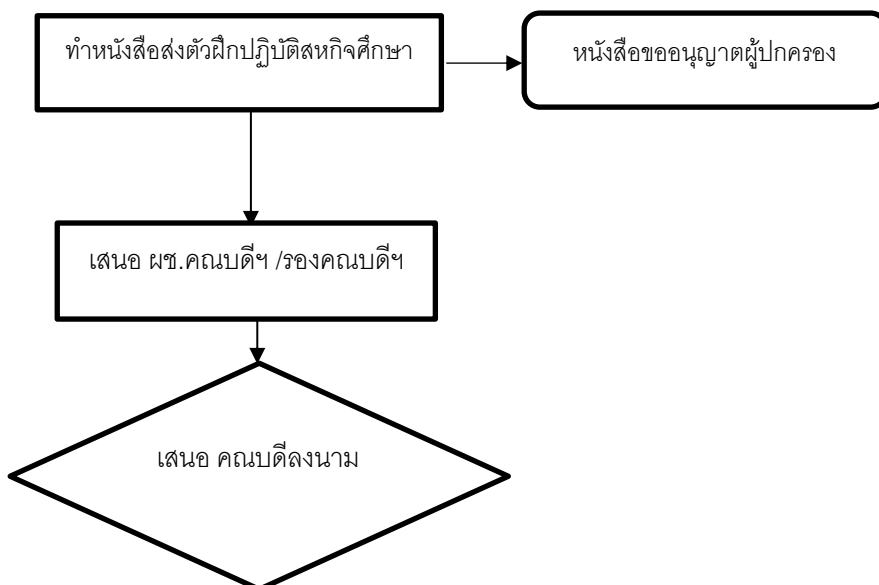 ทำหนังสือส่งตัวฝึกปฏิบัติสหกิจศึกษา
หนังสือขออนุญาตผู้ปกครอง
เสนอ ผช.คณบดีฯ /รองคณบดีฯ
เสนอ คณบดีลงนาม